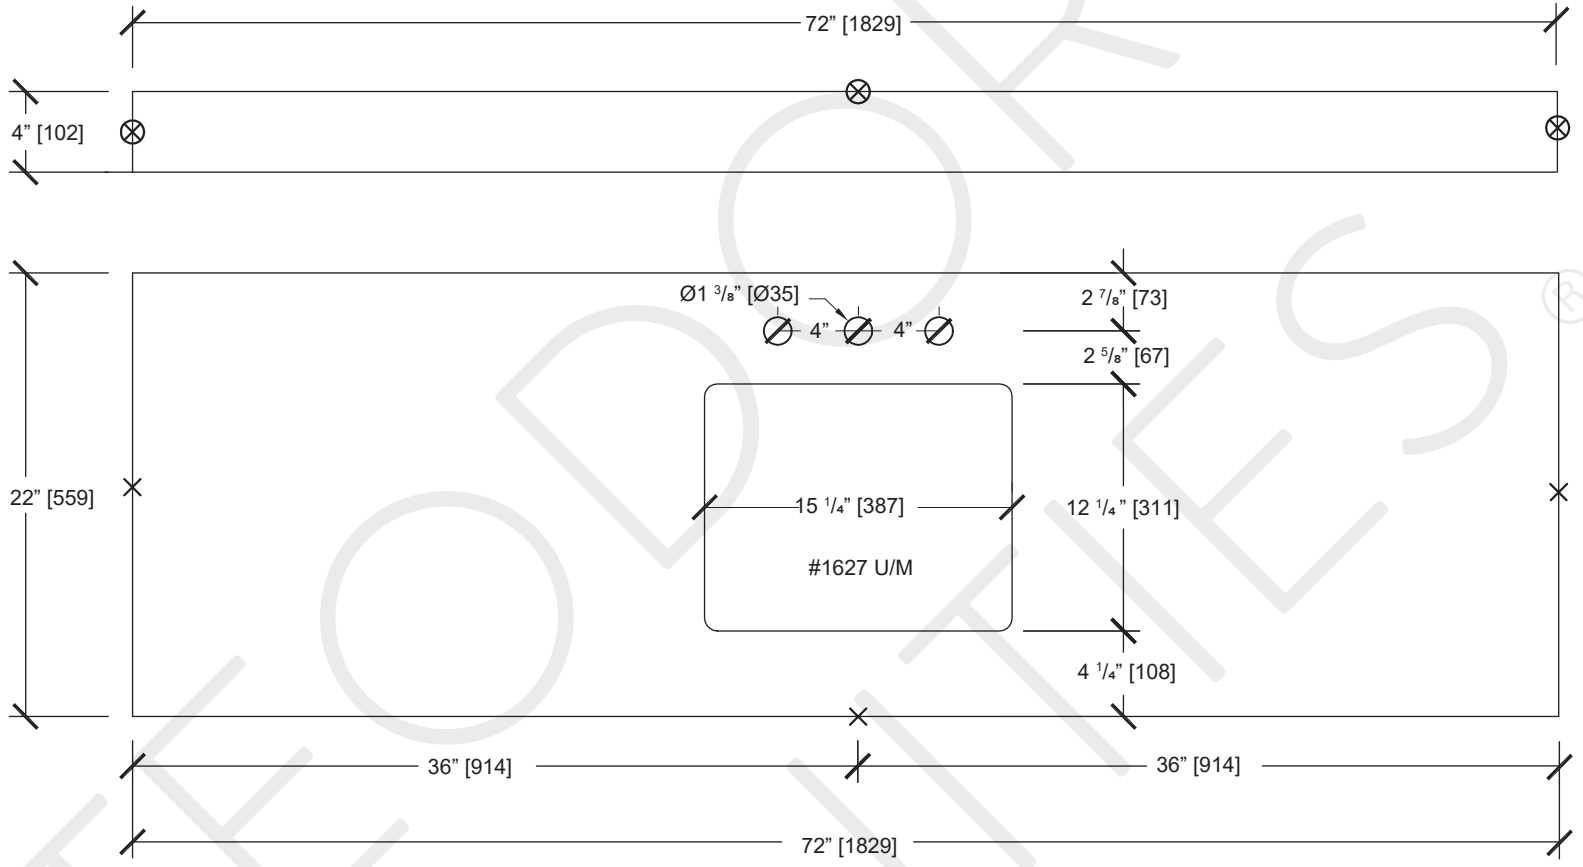 72” [1829]
4” [102]
Ø1 3/8” [Ø35]
2 7/8” [73]
4” 4”
2 5/8” [67]
22” [559]
15 1/4” [387]
12 1/4” [311]
#1627 U/M
4 1/4” [108]
36” [914]
36” [914]
72” [1829]
®